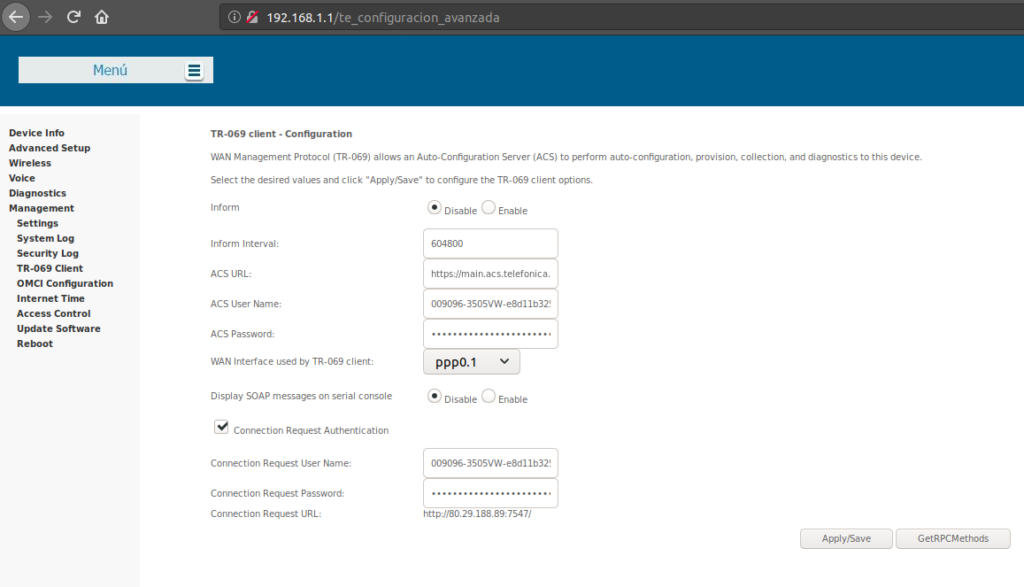 192.168.1.1/te_configuracion_avanzada
Menú
Device Info
Advanced Setup
Wireless
Voice
Diagnostics
Management
Settings
System Log
Security Log
TR-069 Client
OMCI Configuration
Internet Time
Access Control
Update Software
Reboot
TR-069 client - Configuration
WAN Management Protocol (TR-069) allows an Auto-Configuration Server (ACS) to perform auto-configuration, provision, collection, and diagnostics to this device.
Select the desired values and click "Apply/Save" to configure the TR-069 client options.
Inform Disable Enable
Inform Interval: 604800
ACS URL: https://main.acs.telefonica.
ACS User Name: 009096-3505VW-e8d11b32
ACS Password:
WAN Interface used by TR-069 client: ppp0.1
Display SOAP messages on serial console Disable Enable
Connection Request Authentication
Connection Request User Name: 009096-3505VW-e8d11b32
Connection Request Password:
Connection Request URL: http://80.29.188.89:7547/
Apply/Save GetRPCMethods